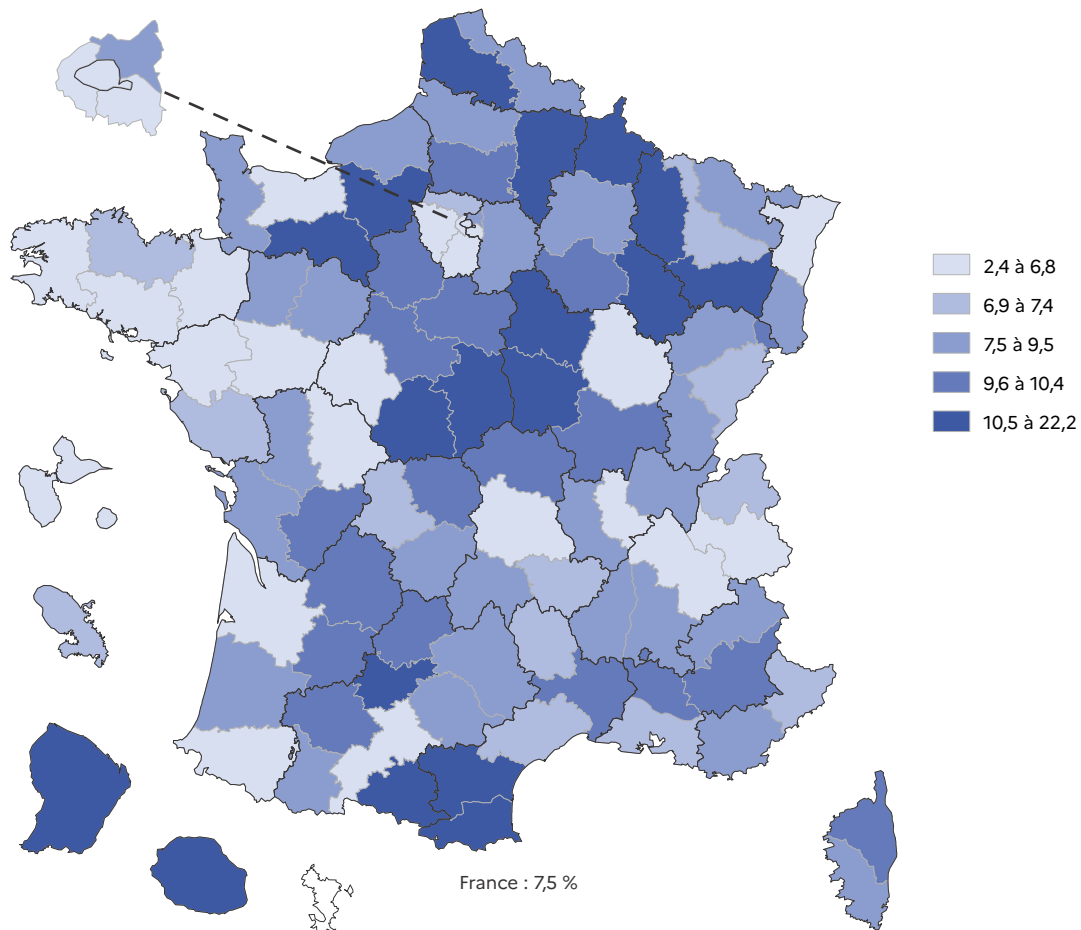 2,4 à 6,8
6,9 à 7,4
7,5 à 9,5
9,6 à 10,4
10,5 à 22,2
France : 7,5 %